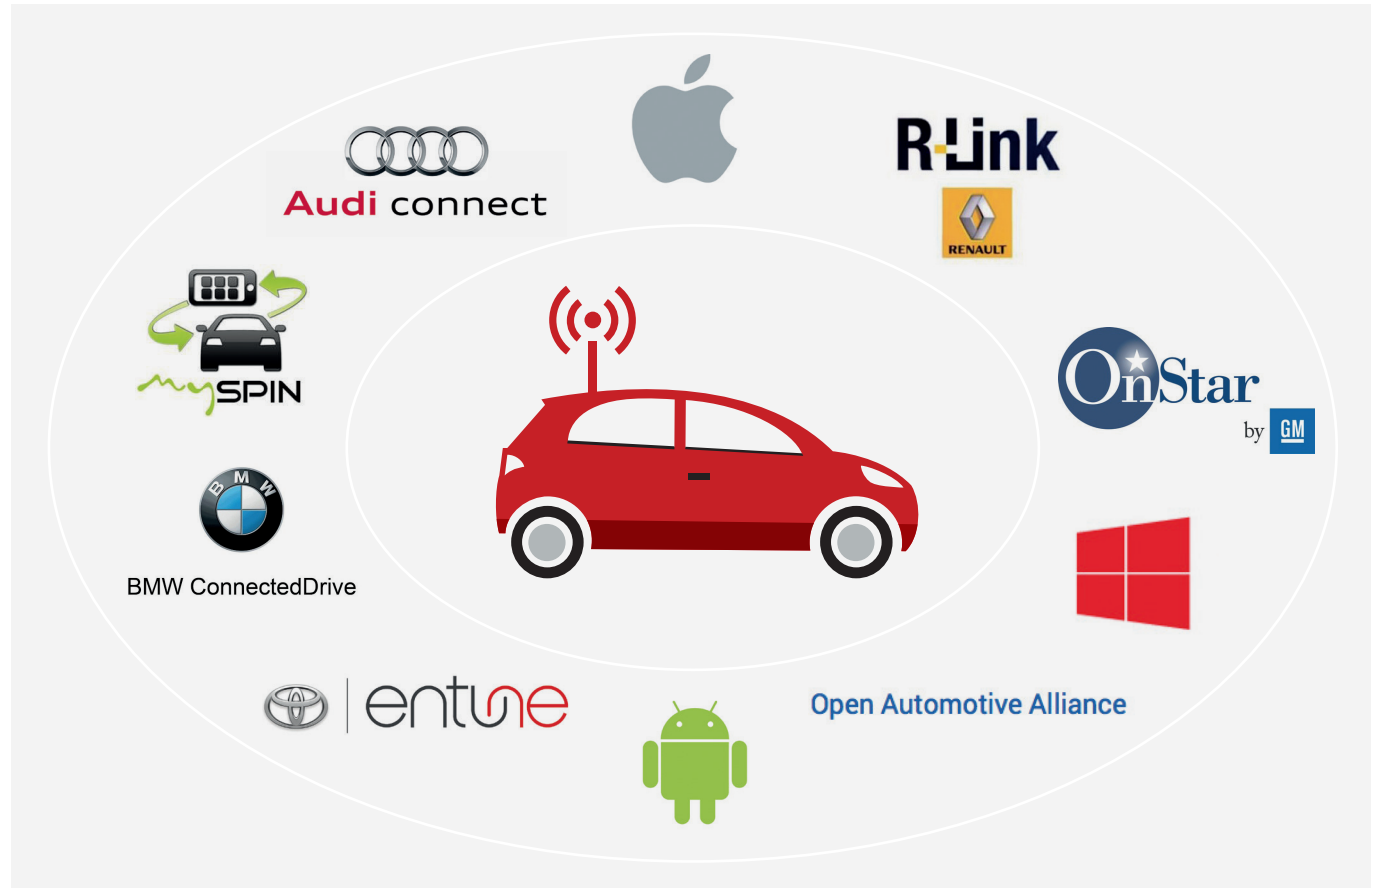 Audi connect
R-Link
RENAULT
mySPIN
OnStar
by GM
BMW
BMW ConnectedDrive
entune
Open Automotive Alliance